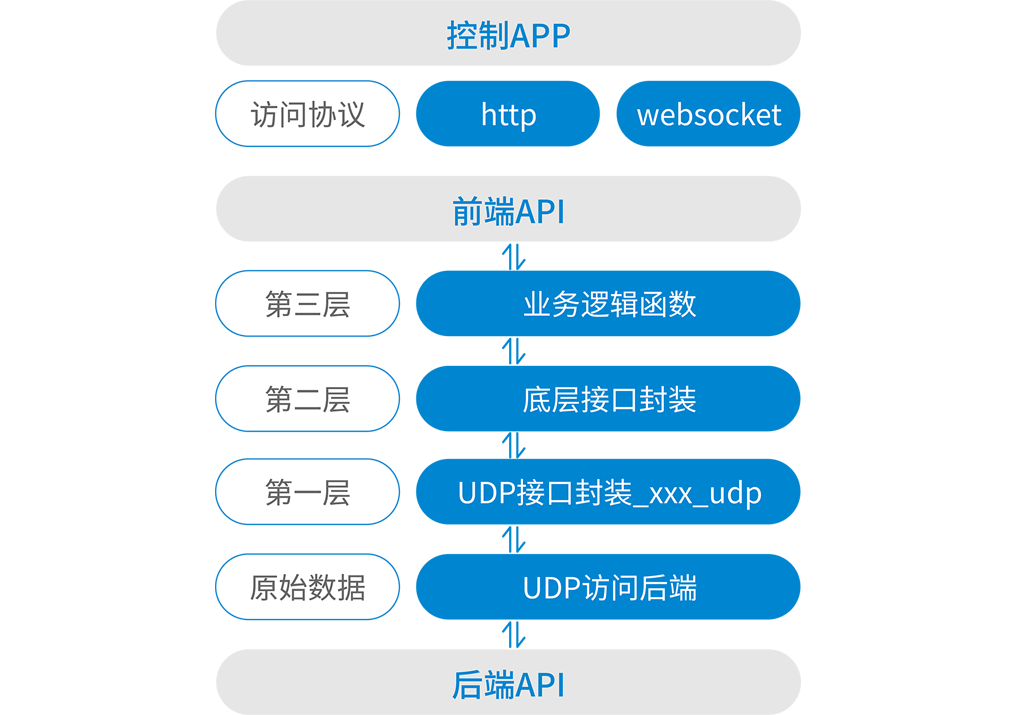 控制APP
访问协议 http websocket
前端API
第三层 业务逻辑函数
第二层 底层接口封装
第一层 UDP接口封装_xxx_udp
原始数据 UDP访问后端
后端API